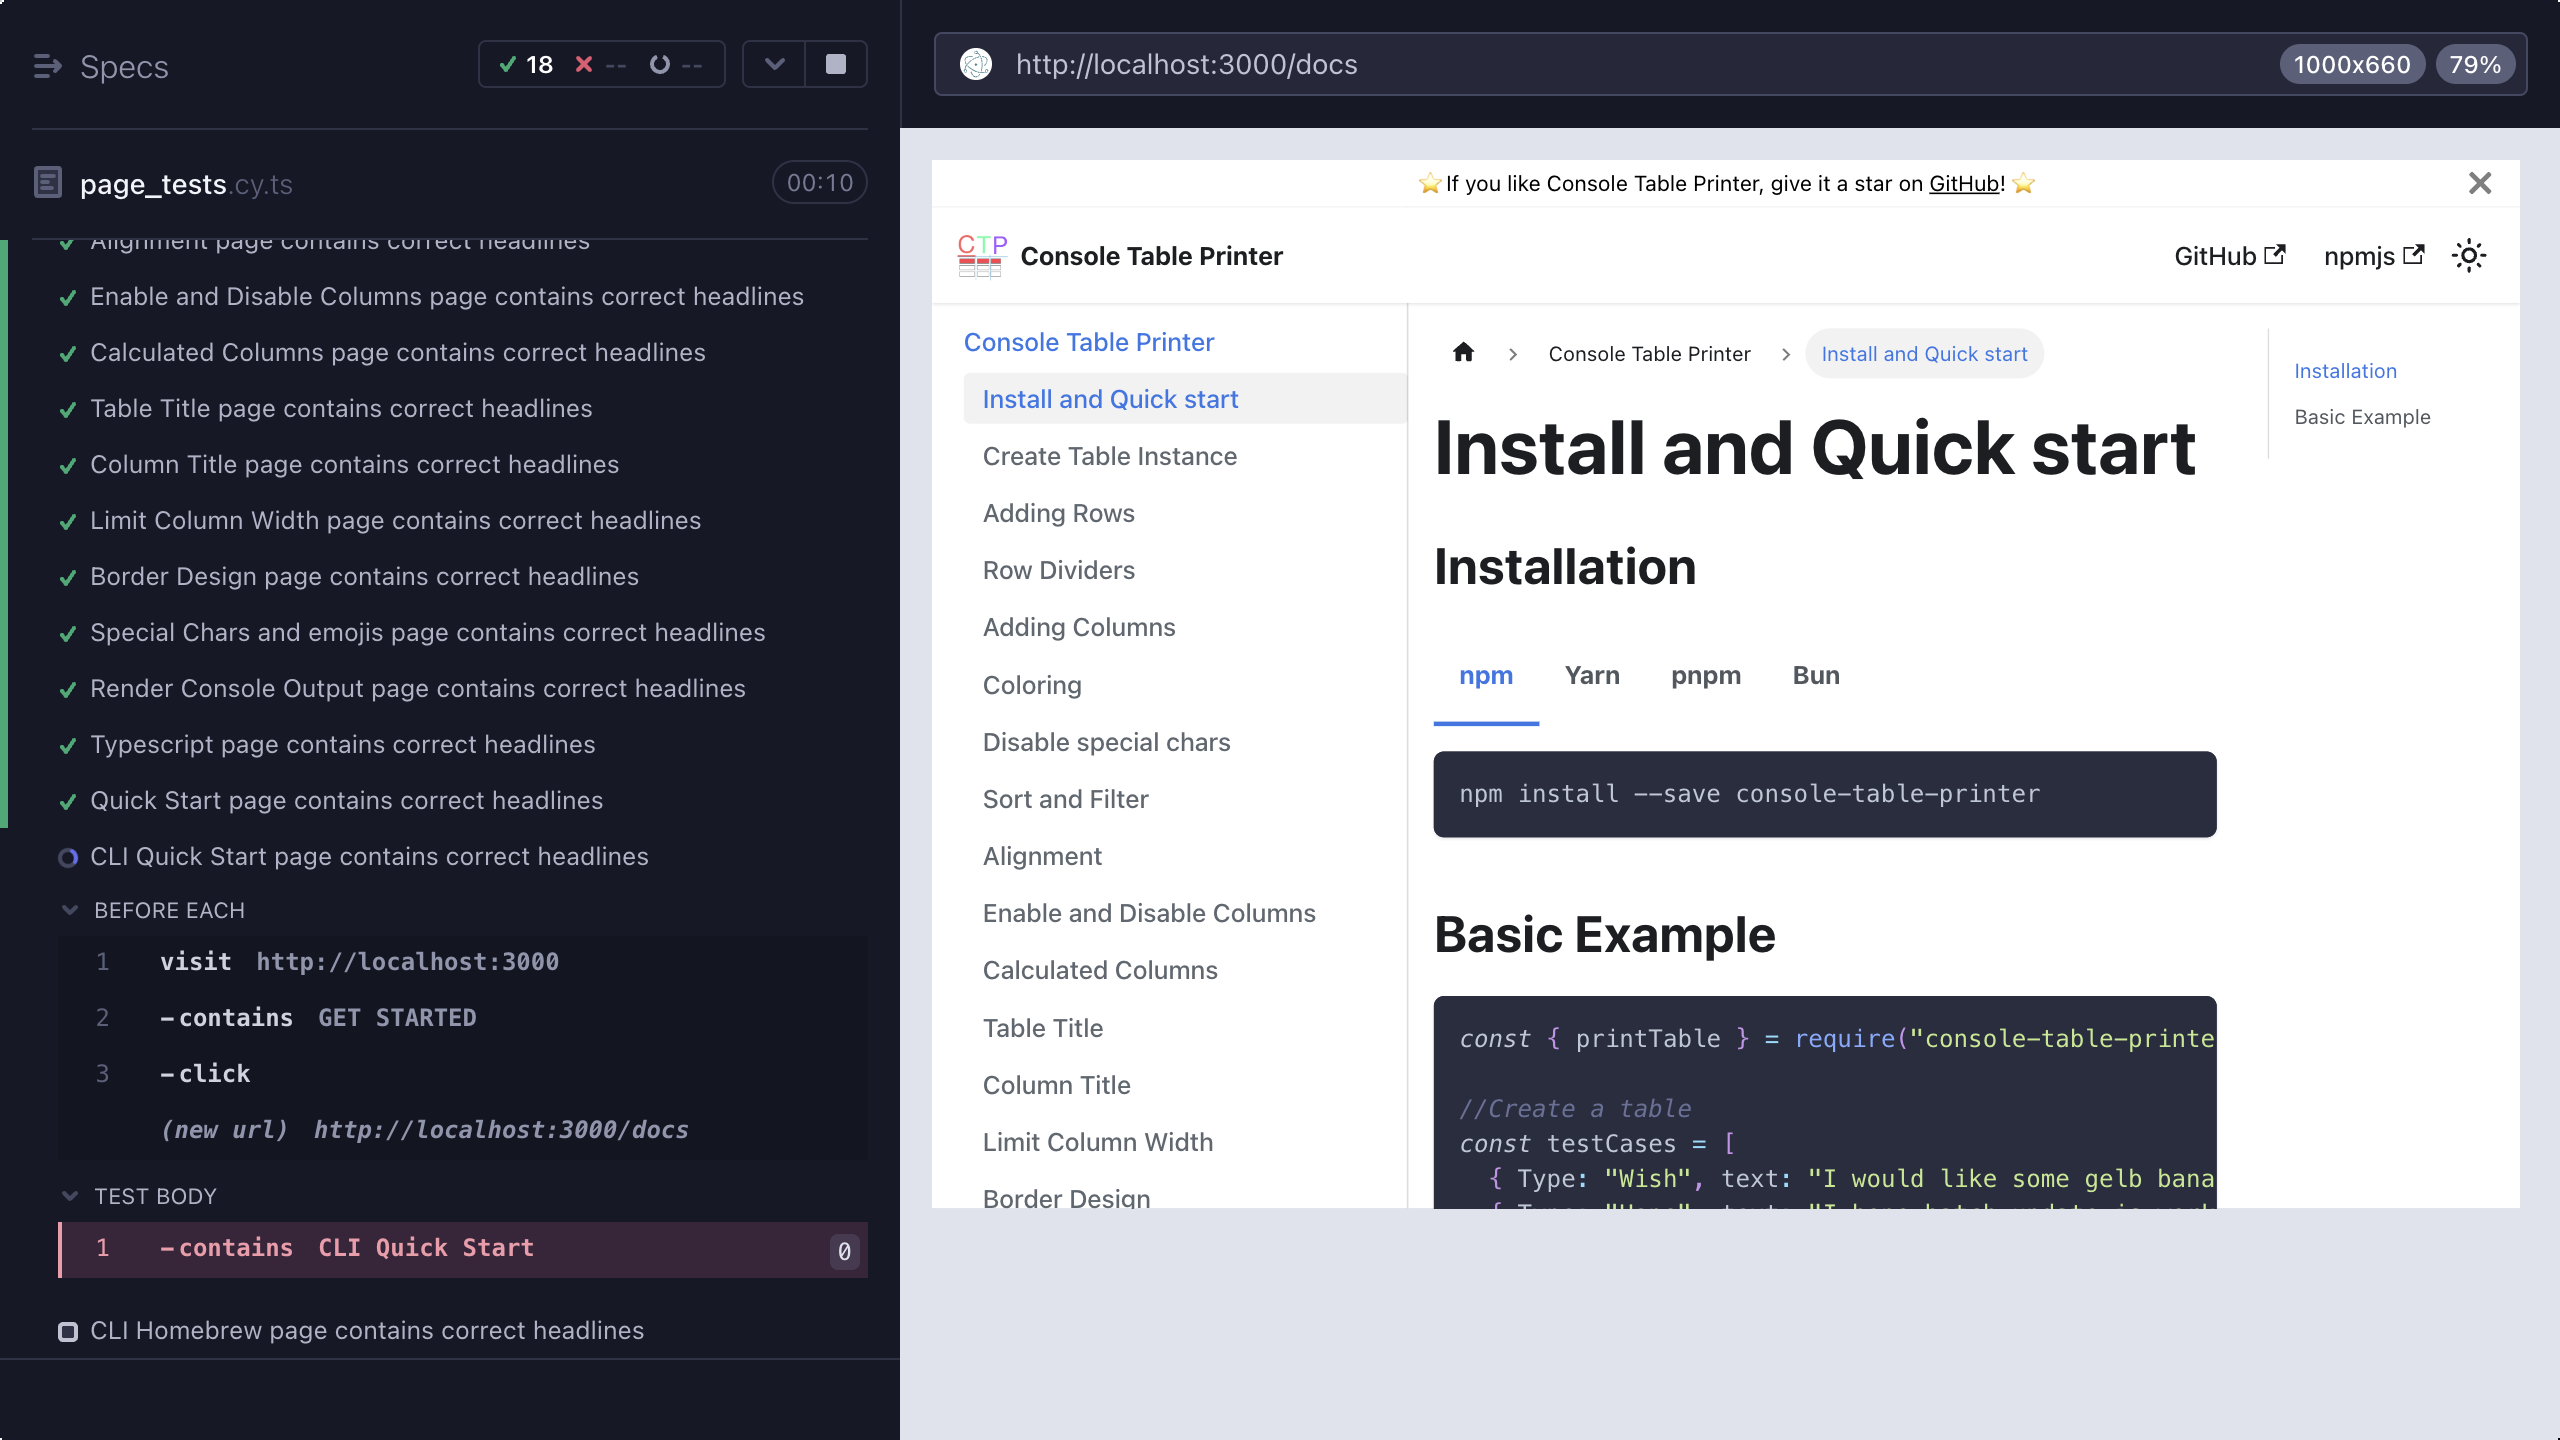 Specs
18 -- --
page_tests.cy.ts
00:10
Alignment page contains correct headlines
Enable and Disable Columns page contains correct headlines
Calculated Columns page contains correct headlines
Table Title page contains correct headlines
Column Title page contains correct headlines
Limit Column Width page contains correct headlines
Border Design page contains correct headlines
Special Chars and emojis page contains correct headlines
Render Console Output page contains correct headlines
Typescript page contains correct headlines
Quick Start page contains correct headlines
CLI Quick Start page contains correct headlines
BEFORE EACH
1 visit http://localhost:3000
2 -contains GET STARTED
3 -click
(new url) http://localhost:3000/docs
TEST BODY
1 -contains CLI Quick Start 0
CLI Homebrew page contains correct headlines
http://localhost:3000/docs
1000x660 79%
⭐ If you like Console Table Printer, give it a star on GitHub! ⭐
CTP Console Table Printer
GitHub npmjs
Console Table Printer
Install and Quick start
Create Table Instance
Adding Rows
Row Dividers
Adding Columns
Coloring
Disable special chars
Sort and Filter
Alignment
Enable and Disable Columns
Calculated Columns
Table Title
Column Title
Limit Column Width
Border Design
Console Table Printer
Install and Quick start
Install and Quick start
Installation
npm Yarn pnpm Bun
npm install --save console-table-printer
Basic Example
const { printTable } = require("console-table-printe
//Create a table
const testCases = [
{ Type: "Wish", text: "I would like some gelb bana
Installation
Basic Example